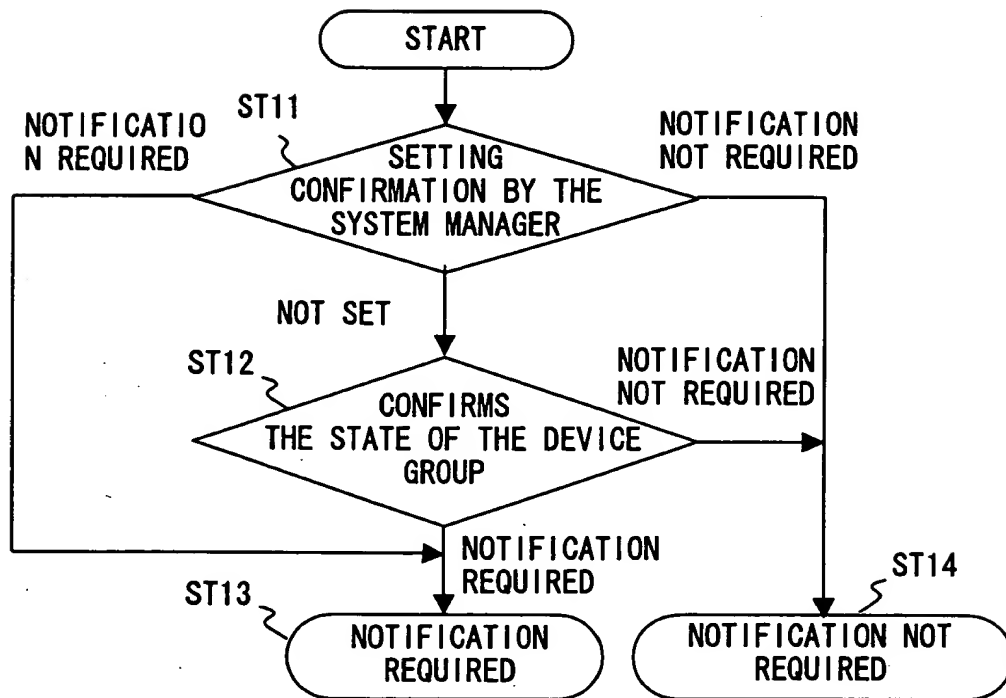 START
ST11
NOTIFICATIO
N REQUIRED
NOTIFICATION
NOT REQUIRED
SETTING
CONFIRMATION BY THE
SYSTEM MANAGER
NOT SET
ST12
NOTIFICATION
NOT REQUIRED
CONFIRMS
THE STATE OF THE DEVICE
GROUP
NOTIFICATION
REQUIRED
ST13
ST14
NOTIFICATION
REQUIRED
NOTIFICATION NOT
REQUIRED